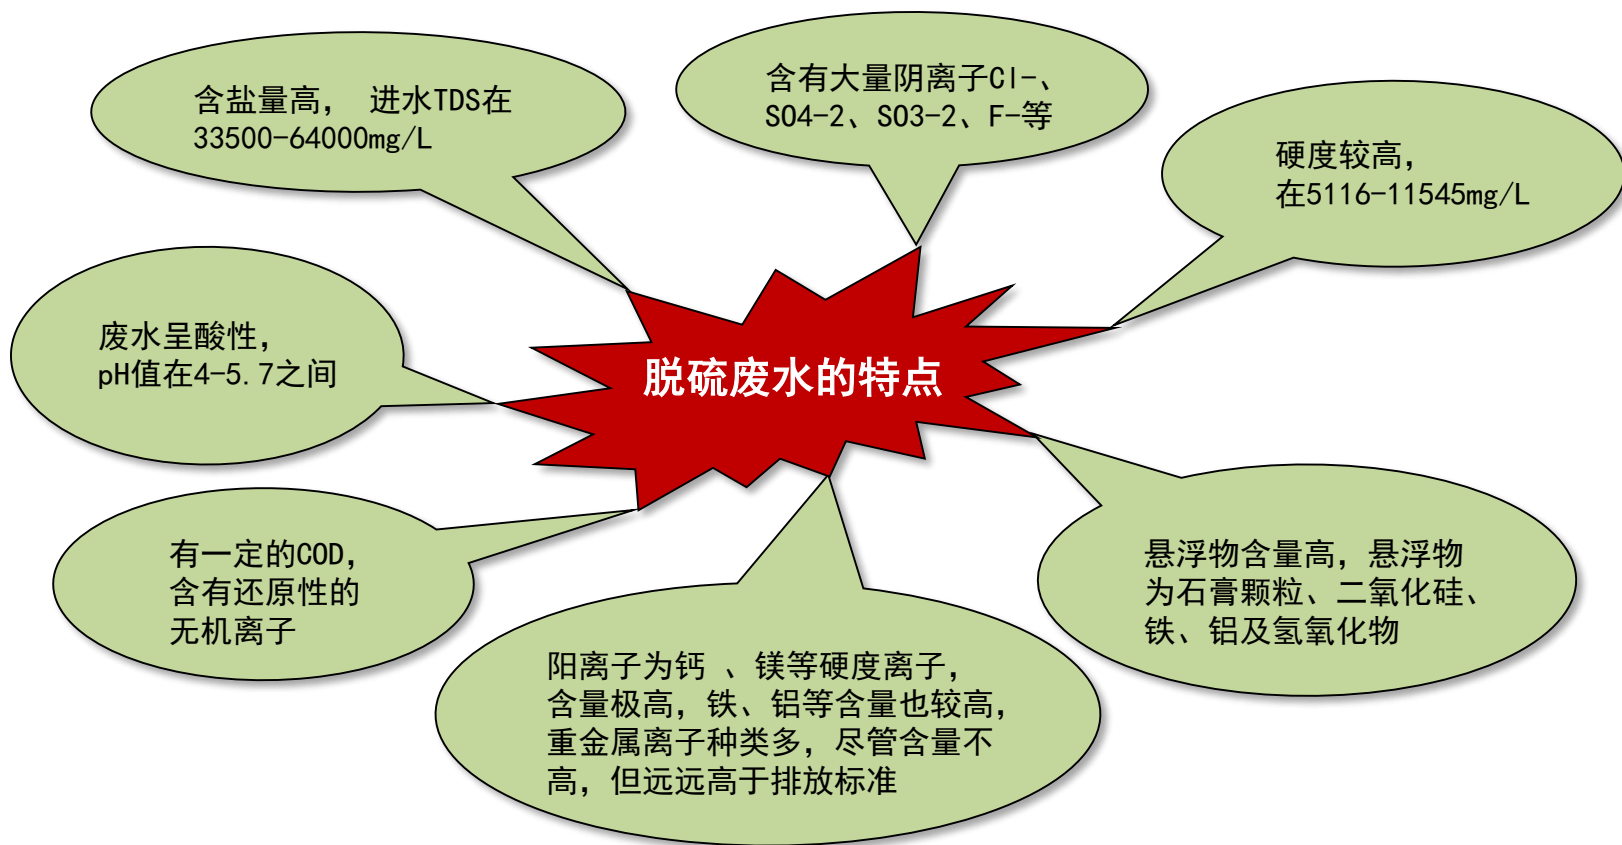 含盐量高， 进水TDS在
33500-64000mg/L
含有大量阴离子Cl-、
SO4-2、SO3-2、F-等
硬度较高，
在5116-11545mg/L
废水呈酸性，
pH值在4-5.7之间
脱硫废水的特点
有一定的COD，
含有还原性的
无机离子
阳离子为钙 、镁等硬度离子，
含量极高，铁、铝等含量也较高，
重金属离子种类多，尽管含量不
高，但远远高于排放标准
悬浮物含量高，悬浮物
为石膏颗粒、二氧化硅、
铁、铝及氢氧化物